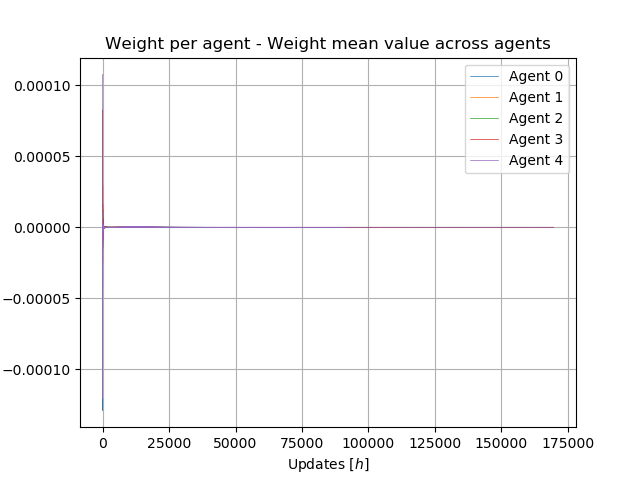 Weight per agent - Weight mean value across agents
Agent 0
Agent 1
Agent 2
Agent 3
Agent 4
0.00010
0.00005
0.00000
−0.00005
−0.00010
0 25000 50000 75000 100000 125000 150000 175000
Updates [h]